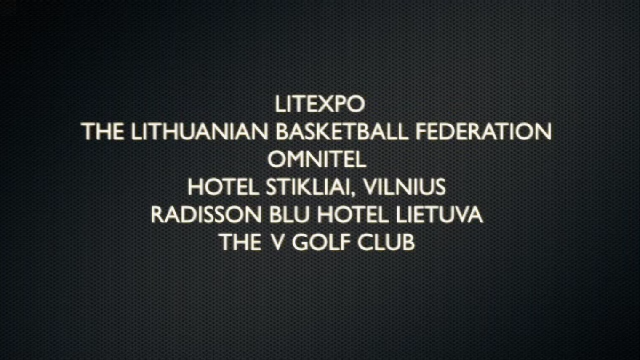 LITEXPO
THE LITHUANIAN BASKETBALL FEDERATION
OMNITEL
HOTEL STIKLIAI, VILNIUS
RADISSON BLU HOTEL LIETUVA
THE V GOLF CLUB